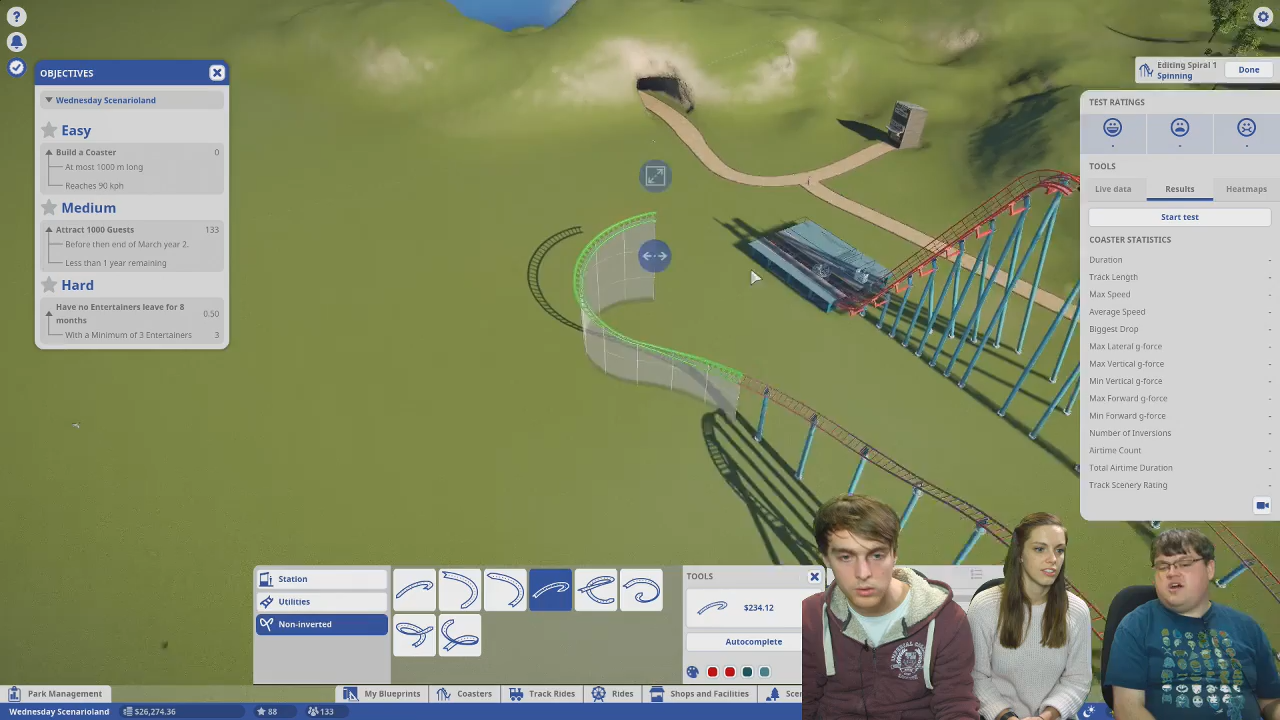 OBJECTIVES
Wednesday Scenarioland
Easy
Build a Coaster 0
At most 1000 m long
Reaches 90 kph
Medium
Attract 1000 Guests 133
Before then end of March year 2.
Less than 1 year remaining
Hard
Have no Entertainers leave for 8
months 0.50
With a Minimum of 3 Entertainers 3
Editing Spiral 1
Spinning
Done
TEST RATINGS
- - -
TOOLS
Live data Results Heatmaps
Start test
COASTER STATISTICS
Duration -
Track Length -
Max Speed -
Average Speed -
Biggest Drop -
Max Lateral g-force -
Max Vertical g-force -
Min Vertical g-force -
Max Forward g-force -
Min Forward g-force -
Number of Inversions -
Airtime Count -
Total Airtime Duration -
Track Scenery Rating -
Station
Utilities
Non-inverted
TOOLS
$234.12
Autocomplete
Park Management My Blueprints Coasters Track Rides Rides Shops and Facilities Scen
Wednesday Scenarioland $26,274.36 88 133